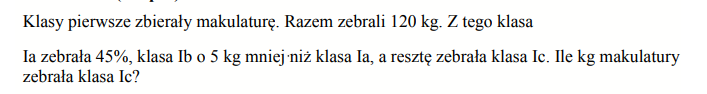 Klasy pierwsze zbierały makulaturę. Razem zebrali 120 kg. Z tego klasa
Ia zebrała 45%, klasa Ib o 5 kg mniej niż klasa Ia, a resztę zebrała klasa Ic. Ile kg makulatury
zebrała klasa Ic?